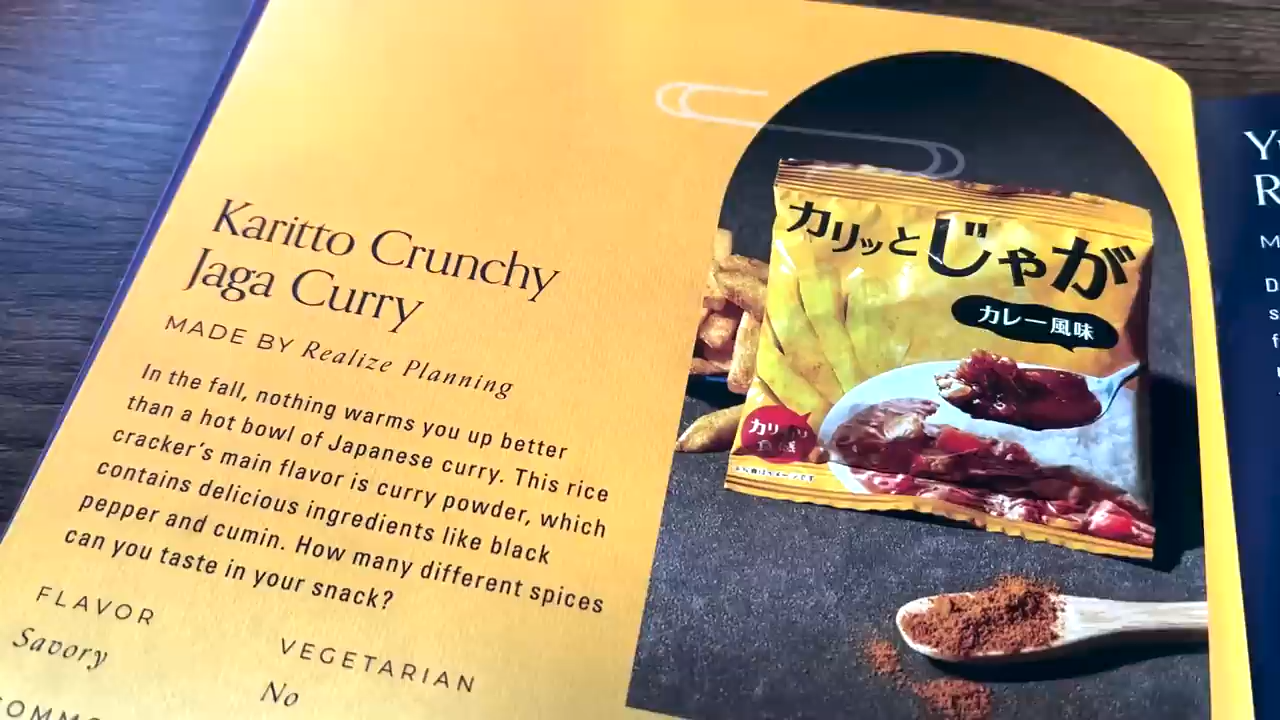 Karitto Crunchy
Jaga Curry
MADE BY Realize Planning
In the fall, nothing warms you up better
than a hot bowl of Japanese curry. This rice
cracker's main flavor is curry powder, which
contains delicious ingredients like black
pepper and cumin. How many different spices
can you taste in your snack?
FLAVOR
Savory
VEGETARIAN
No
カリッとじゃが
カレー風味
食感